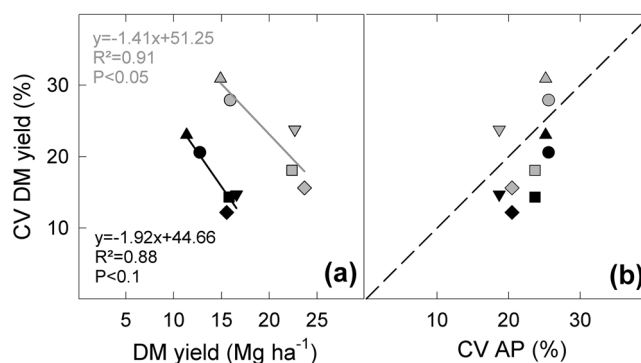 y=-1.41x+51.25
R²=0.91
P<0.05
CV DM yield (%)
30
20
10
y=-1.92x+44.66
R²=0.88
P<0.1
(a)
(b)
5 10 15 20 25
10 20 30
DM yield (Mg ha⁻¹)
CV AP (%)